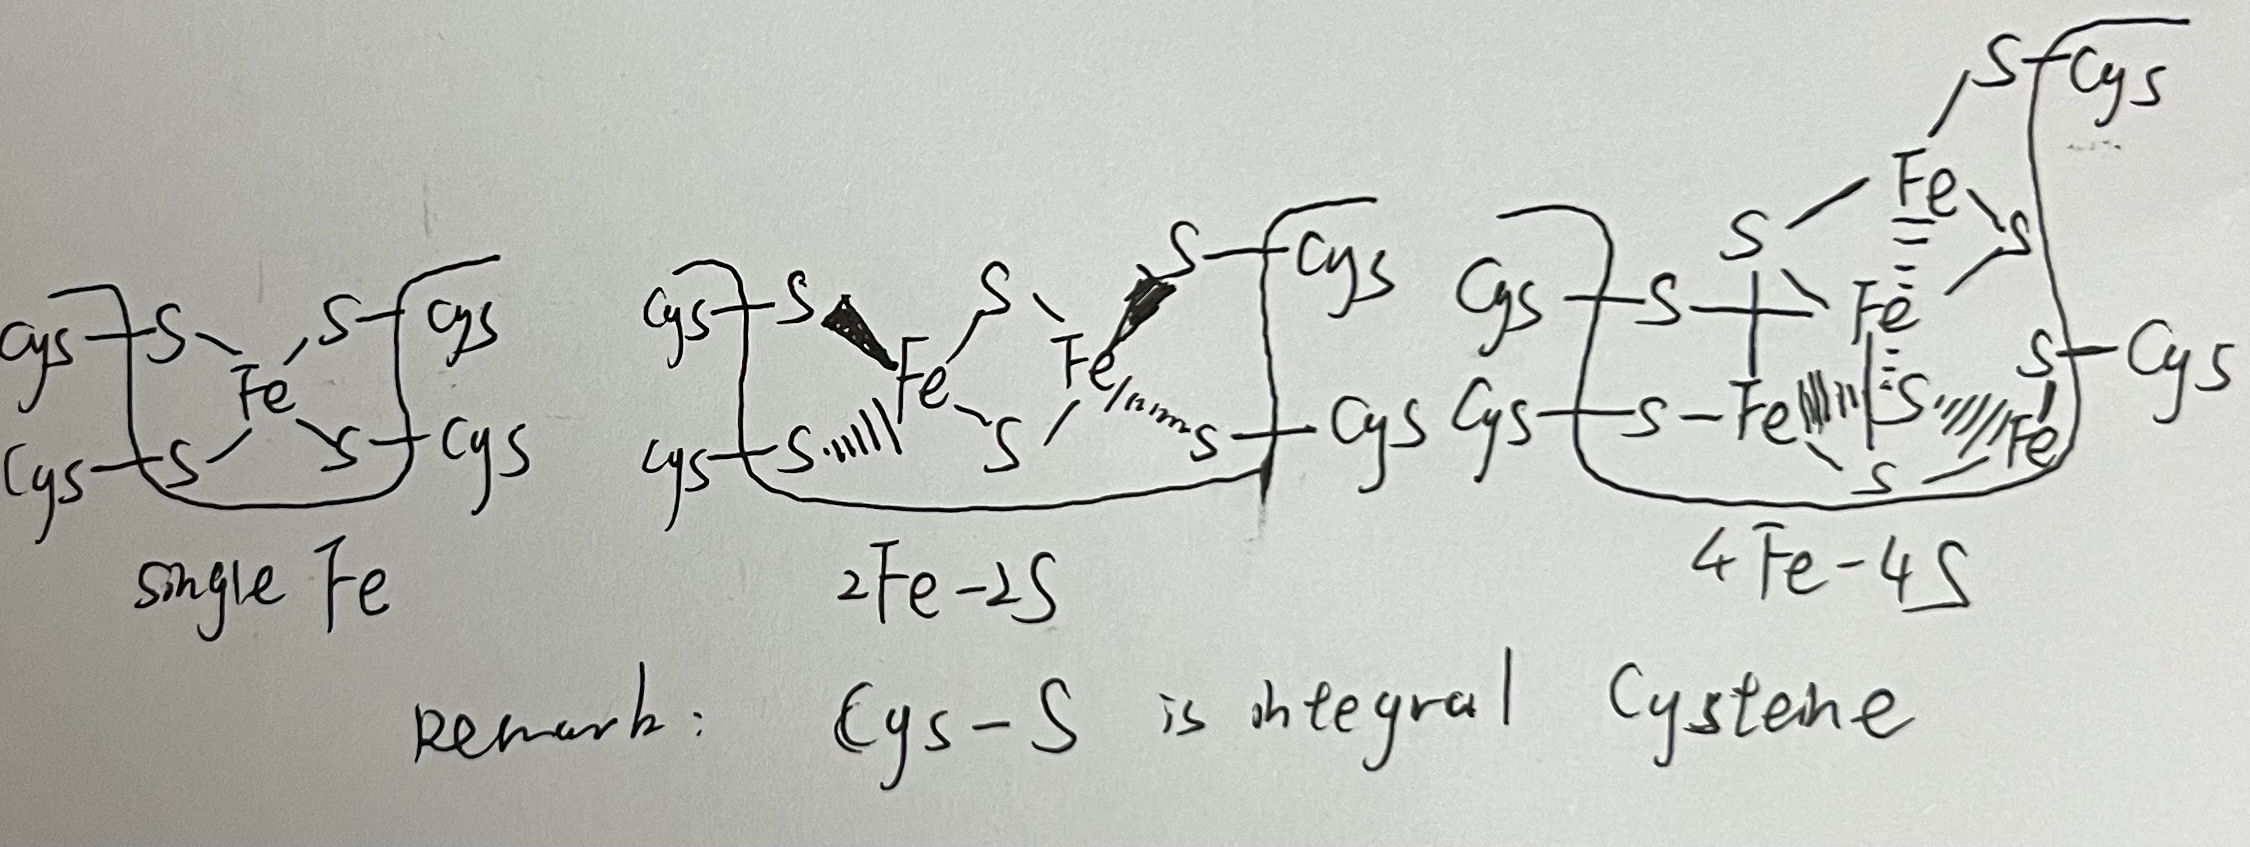 S Cys
Fe
S S
Cys S S Cys
Fe
Cys S S Cys
Cys S S Fe S Cys
Fe S
Cys S S S Cys
Cys S Fe S Cys
Cys S Fe S Fe
S
single Fe
2Fe-2S
4Fe-4S
Remark: Cys-S is integral Cysteine